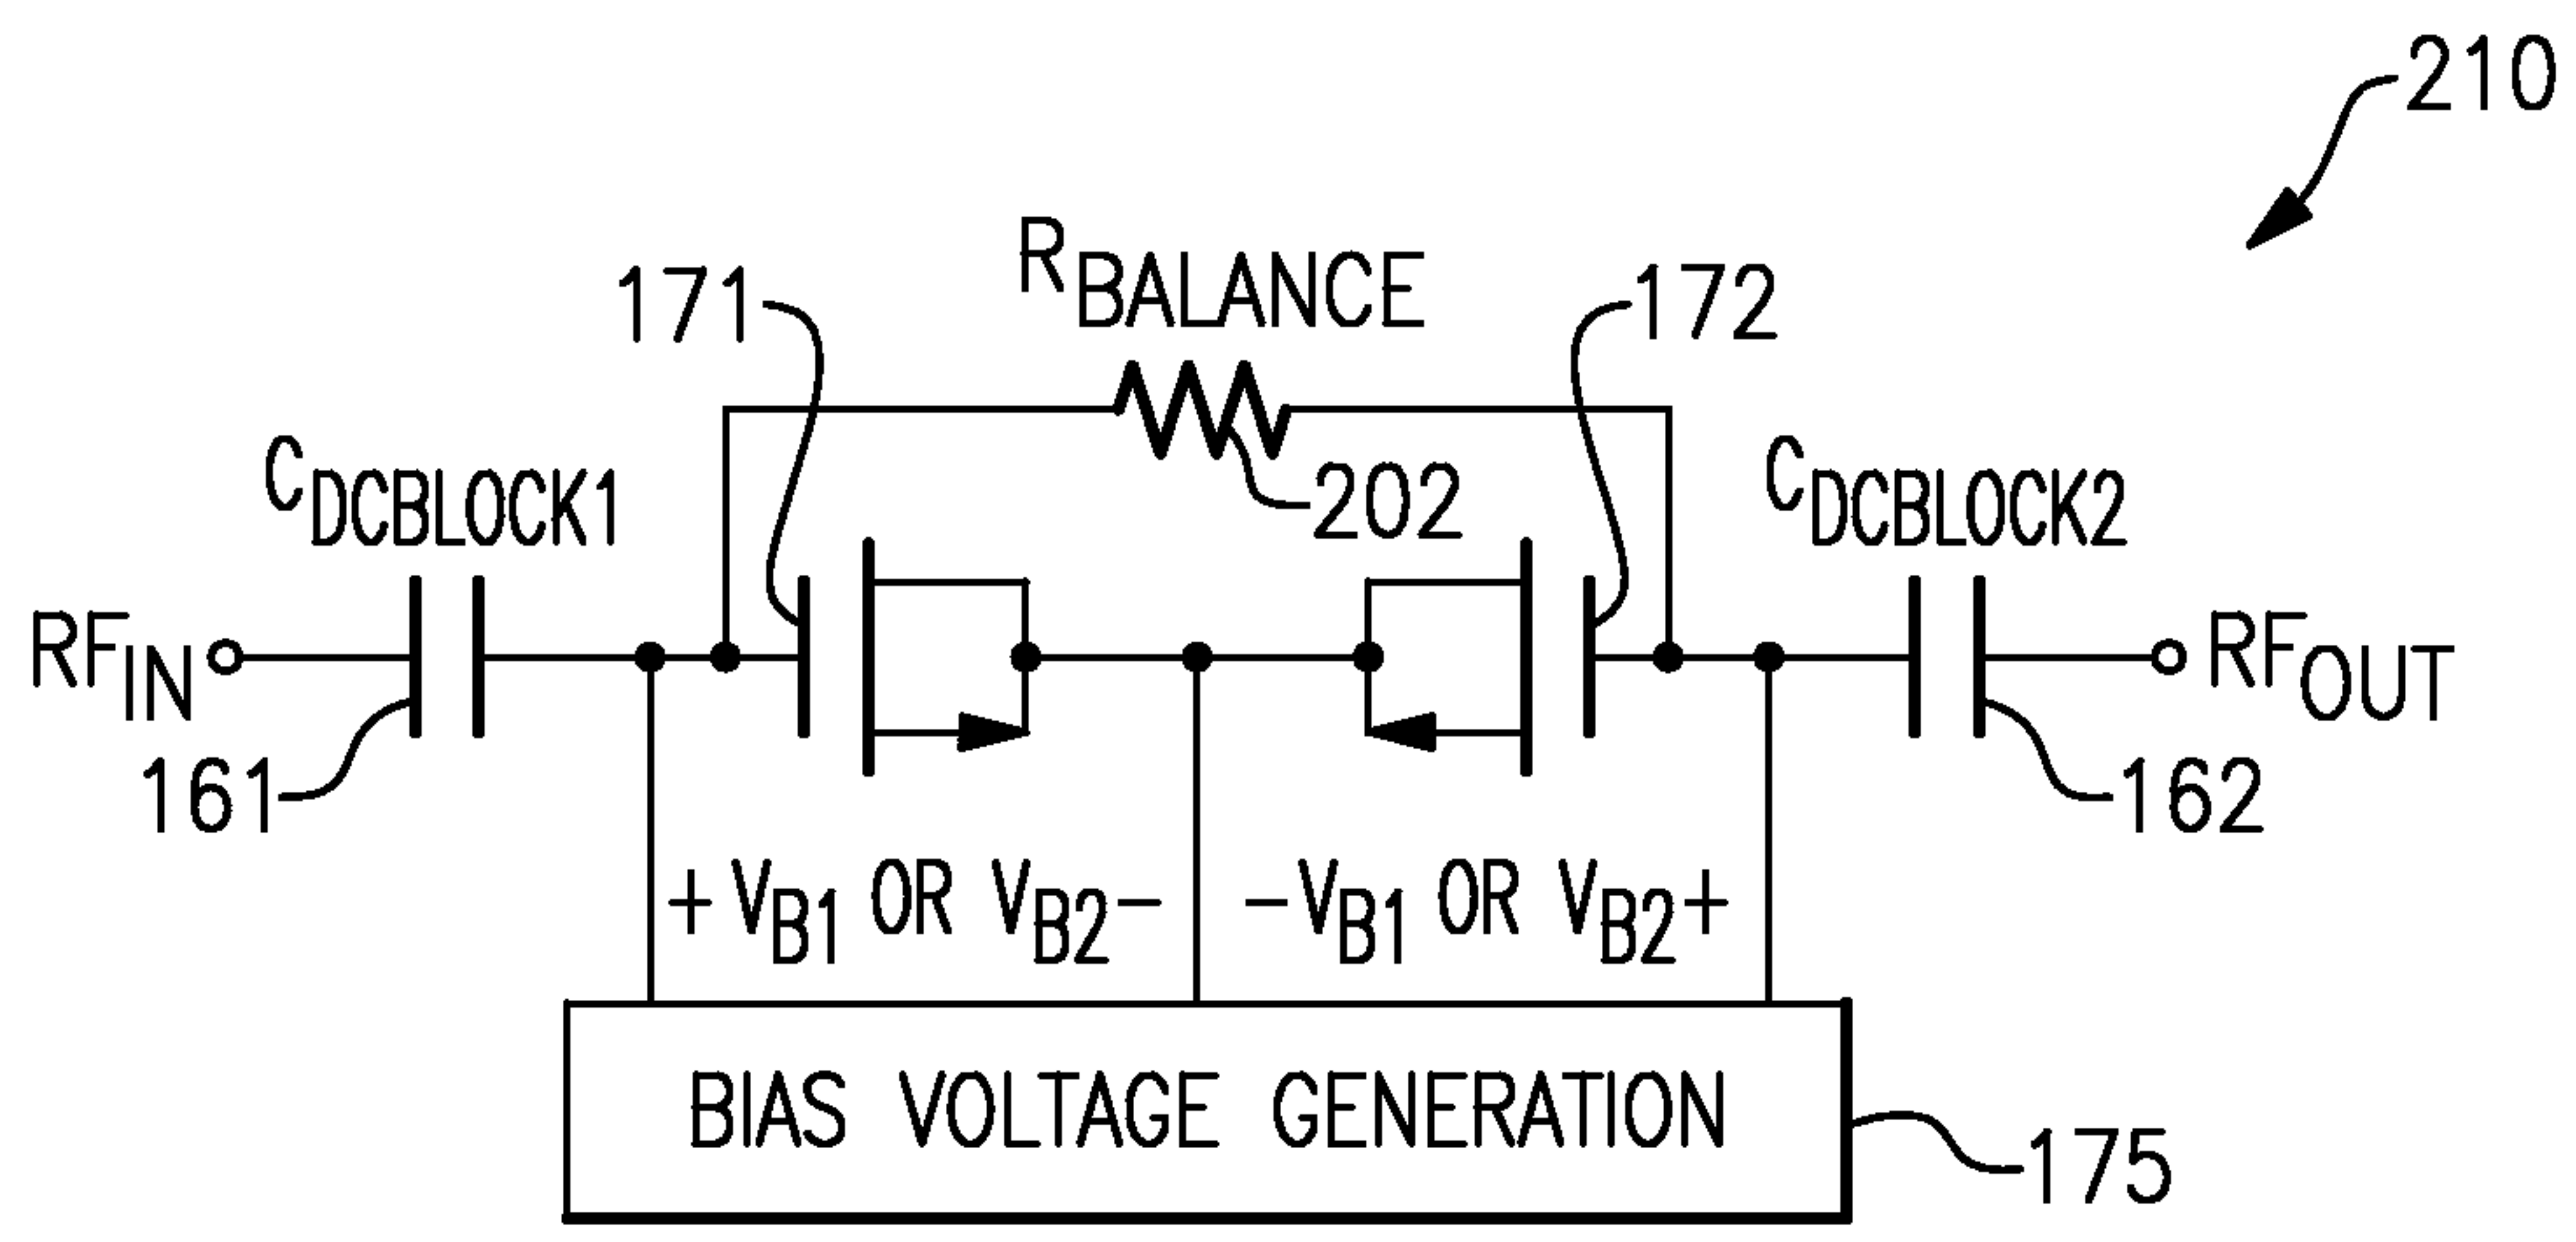 210
R_BALANCE
171
172
202
C_DCBLOCK1
C_DCBLOCK2
RF_IN
RF_OUT
161
162
+ V_B1 OR V_B2 -
- V_B1 OR V_B2 +
BIAS VOLTAGE GENERATION
175